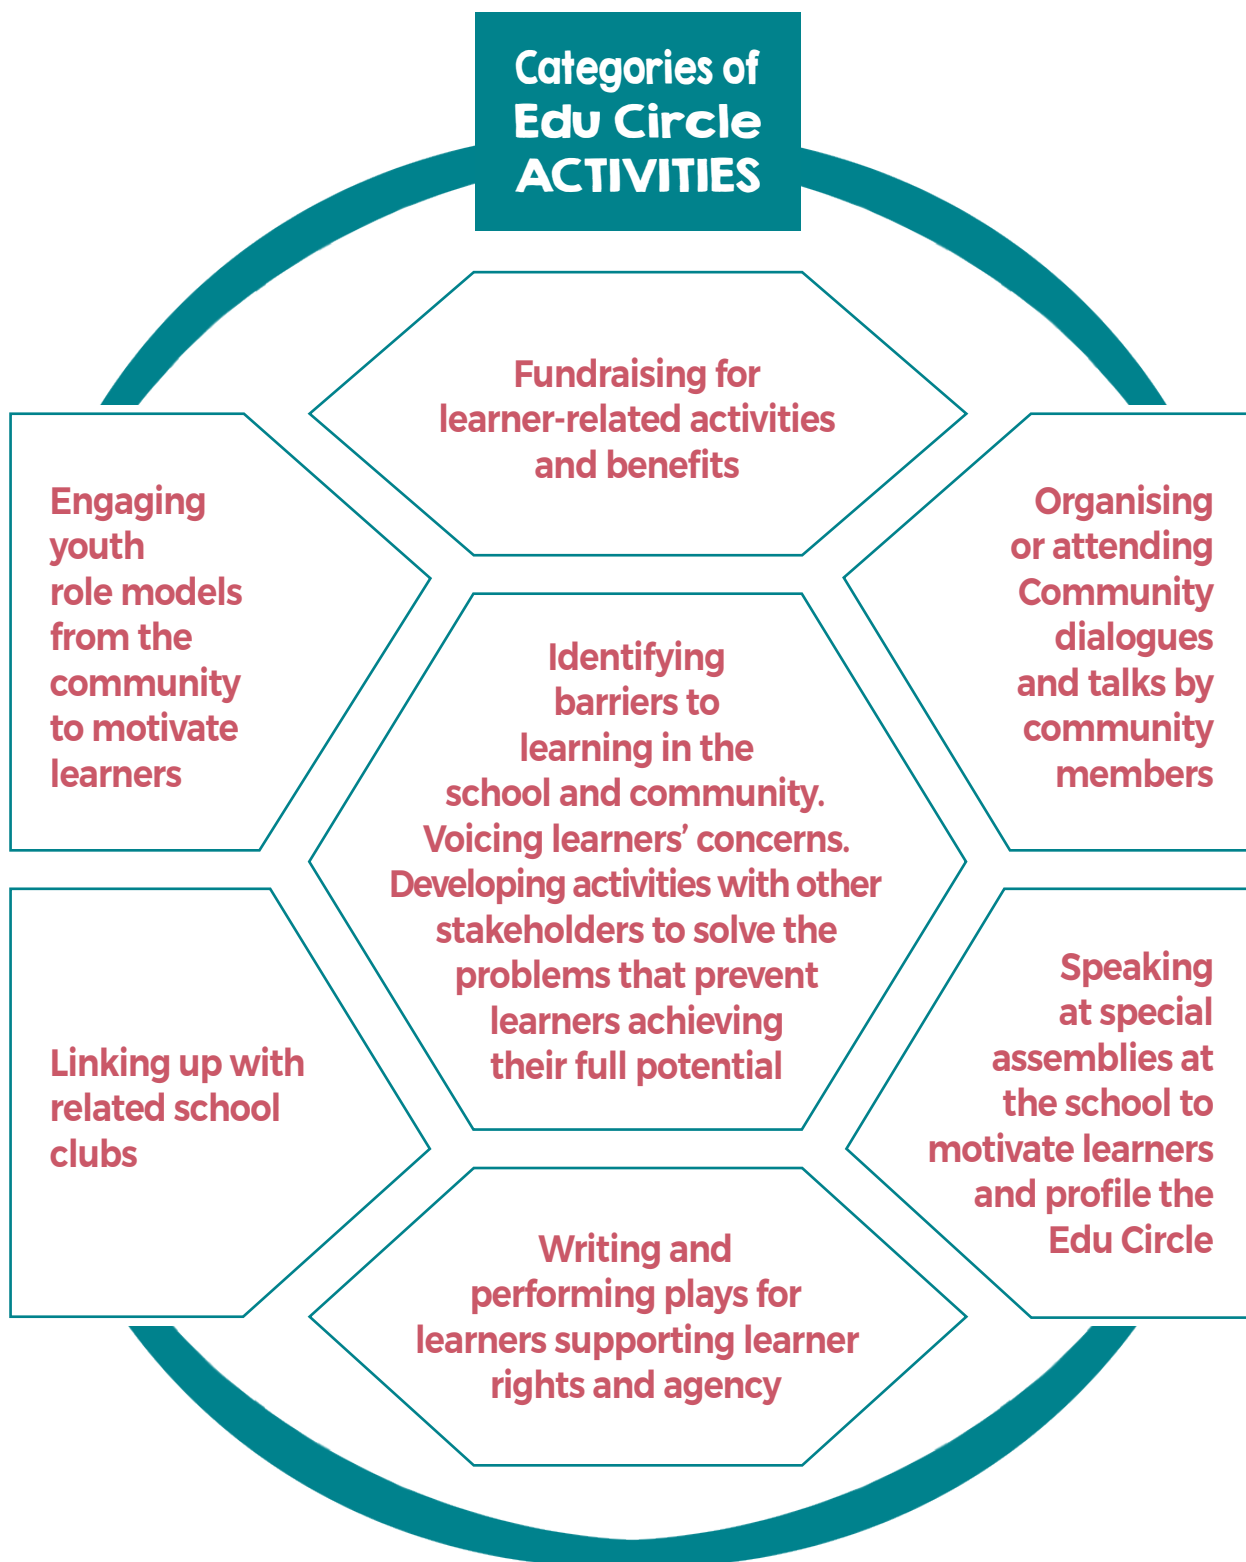 Categories of
Edu Circle
ACTIVITIES
Fundraising for
learner-related activities
and benefits
Engaging
youth
role models
from the
community
to motivate
learners
Organising
or attending
Community
dialogues
and talks by
community
members
Identifying
barriers to
learning in the
school and community.
Voicing learners’ concerns.
Developing activities with other
stakeholders to solve the
problems that prevent
learners achieving
their full potential
Linking up with
related school
clubs
Speaking
at special
assemblies at
the school to
motivate learners
and profile the
Edu Circle
Writing and
performing plays for
learners supporting learner
rights and agency